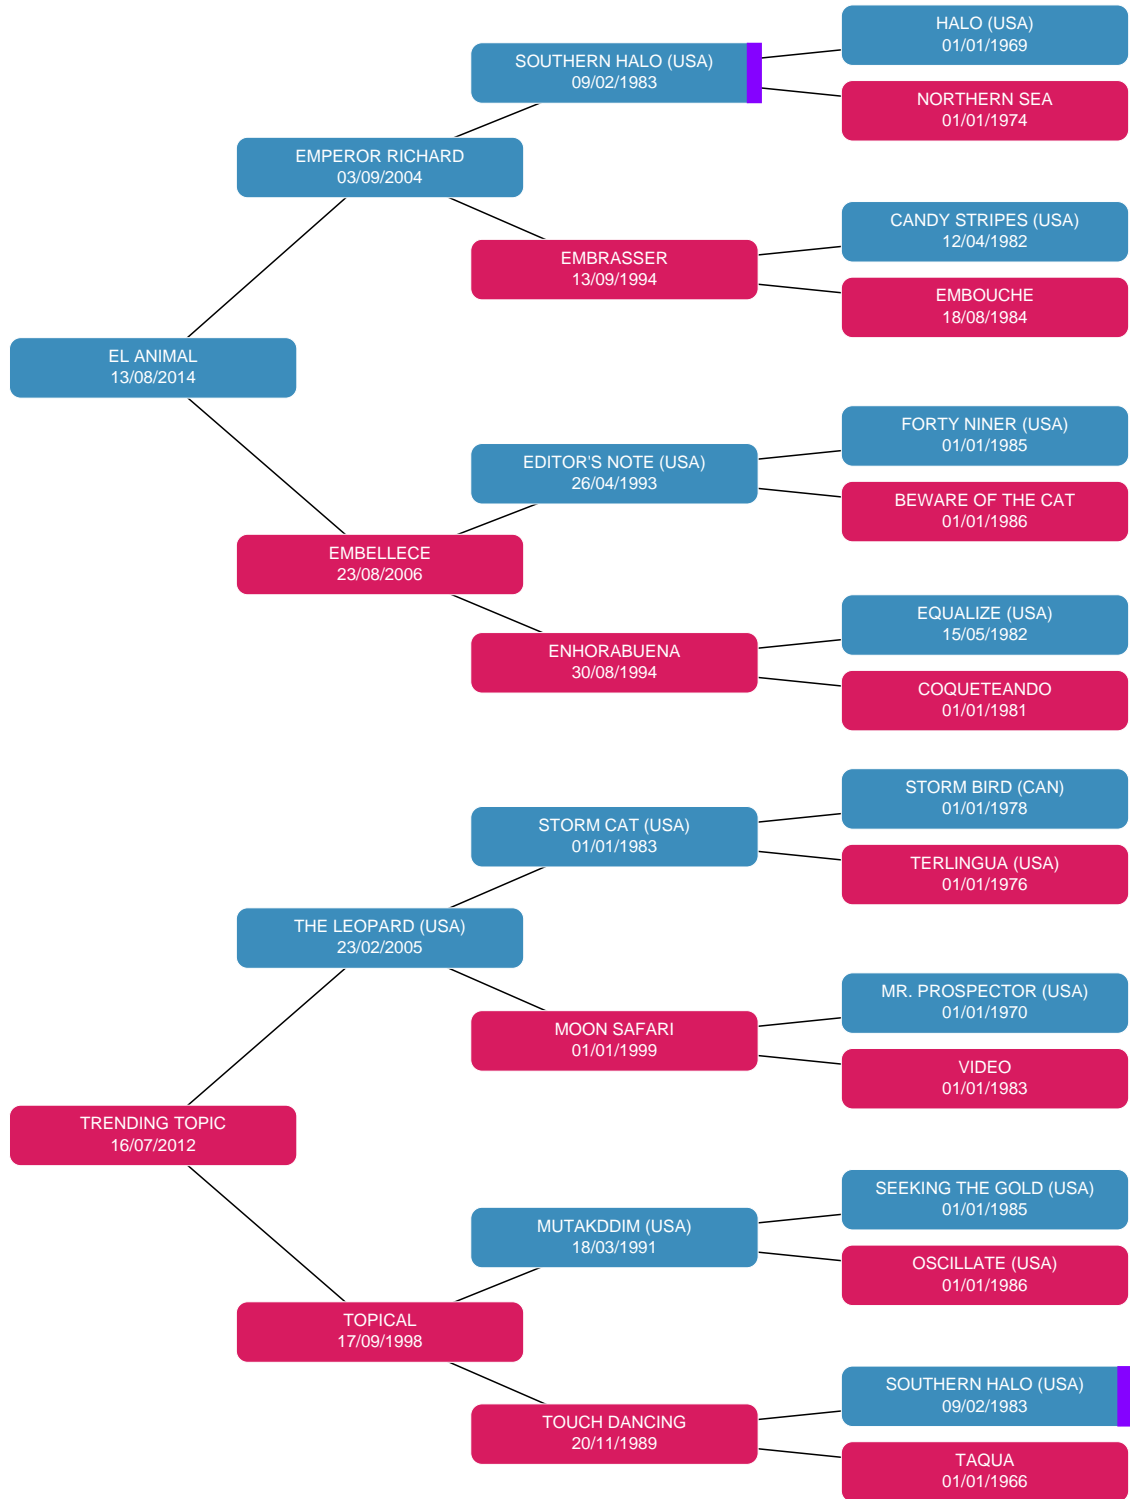 HALO (USA)
01/01/1969
SOUTHERN HALO (USA)
09/02/1983
NORTHERN SEA
01/01/1974
EMPEROR RICHARD
03/09/2004
CANDY STRIPES (USA)
12/04/1982
EMBRASSER
13/09/1994
EMBOUCHE
18/08/1984
EL ANIMAL
13/08/2014
FORTY NINER (USA)
01/01/1985
EDITOR'S NOTE (USA)
26/04/1993
BEWARE OF THE CAT
01/01/1986
EMBELLECE
23/08/2006
EQUALIZE (USA)
15/05/1982
ENHORABUENA
30/08/1994
COQUETEANDO
01/01/1981
STORM BIRD (CAN)
01/01/1978
STORM CAT (USA)
01/01/1983
TERLINGUA (USA)
01/01/1976
THE LEOPARD (USA)
23/02/2005
MR. PROSPECTOR (USA)
01/01/1970
MOON SAFARI
01/01/1999
VIDEO
01/01/1983
TRENDING TOPIC
16/07/2012
SEEKING THE GOLD (USA)
01/01/1985
MUTAKDDIM (USA)
18/03/1991
OSCILLATE (USA)
01/01/1986
TOPICAL
17/09/1998
SOUTHERN HALO (USA)
09/02/1983
TOUCH DANCING
20/11/1989
TAQUA
01/01/1966